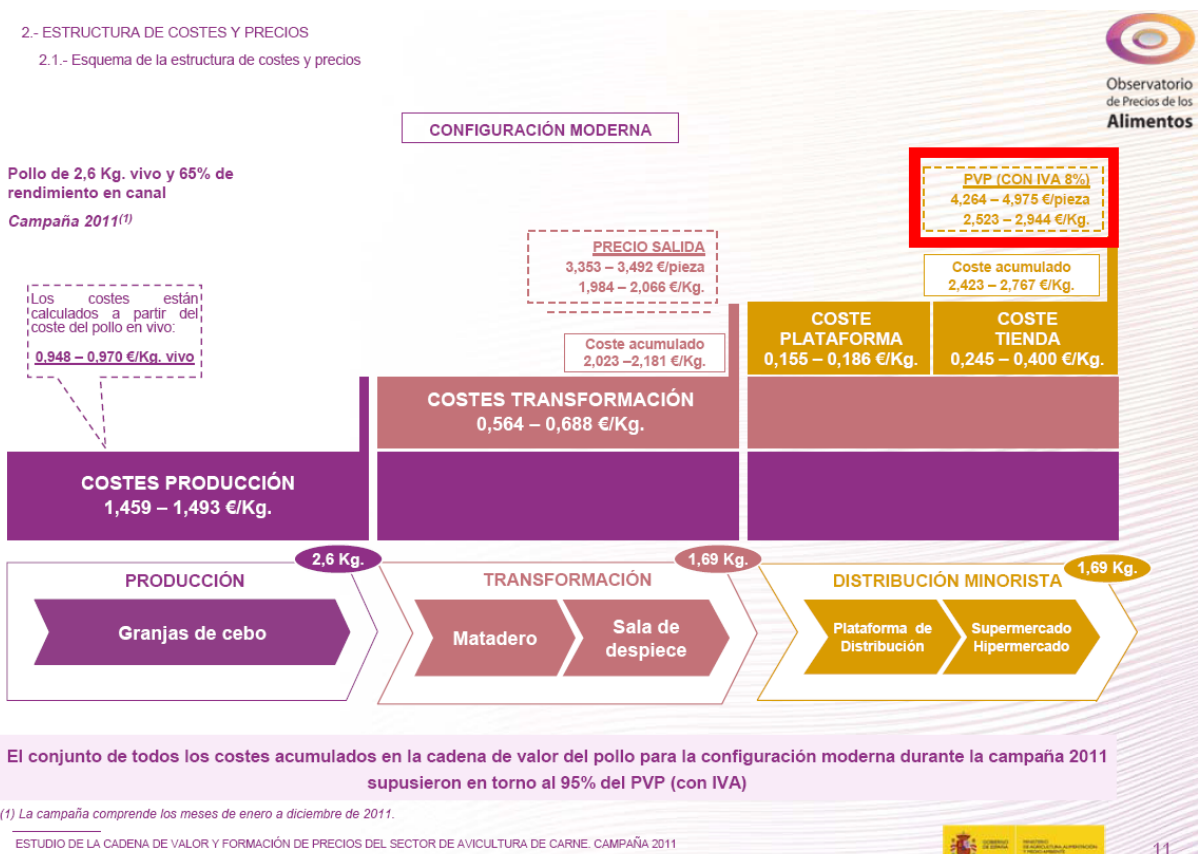 2.- ESTRUCTURA DE COSTES Y PRECIOS
2.1.- Esquema de la estructura de costes y precios
Observatorio
de Precios de los
Alimentos
CONFIGURACIÓN MODERNA
Pollo de 2,6 Kg. vivo y 65% de
rendimiento en canal
Campaña 2011(1)
PVP (CON IVA 8%)
4,264 – 4,975 €/pieza
2,523 – 2,944 €/Kg.
PRECIO SALIDA
3,353 – 3,492 €/pieza
1,984 – 2,066 €/Kg.
Coste acumulado
2,423 – 2,767 €/Kg.
Los costes están
calculados a partir del
coste del pollo en vivo:
0,948 – 0,970 €/Kg. vivo
Coste acumulado
2,023 –2,181 €/Kg.
COSTE
PLATAFORMA
0,155 – 0,186 €/Kg.
COSTE
TIENDA
0,245 – 0,400 €/Kg.
COSTES TRANSFORMACIÓN
0,564 – 0,688 €/Kg.
COSTES PRODUCCIÓN
1,459 – 1,493 €/Kg.
2,6 Kg.
1,69 Kg.
1,69 Kg.
PRODUCCIÓN
TRANSFORMACIÓN
DISTRIBUCIÓN MINORISTA
Granjas de cebo
Matadero
Sala de
despiece
Plataforma de
Distribución
Supermercado
Hipermercado
El conjunto de todos los costes acumulados en la cadena de valor del pollo para la configuración moderna durante la campaña 2011
supusieron en torno al 95% del PVP (con IVA)
(1) La campaña comprende los meses de enero a diciembre de 2011.
ESTUDIO DE LA CADENA DE VALOR Y FORMACIÓN DE PRECIOS DEL SECTOR DE AVICULTURA DE CARNE. CAMPAÑA 2011
GOBIERNO
DE ESPAÑA
MINISTERIO
DE AGRICULTURA, ALIMENTACIÓN
Y MEDIO AMBIENTE
11